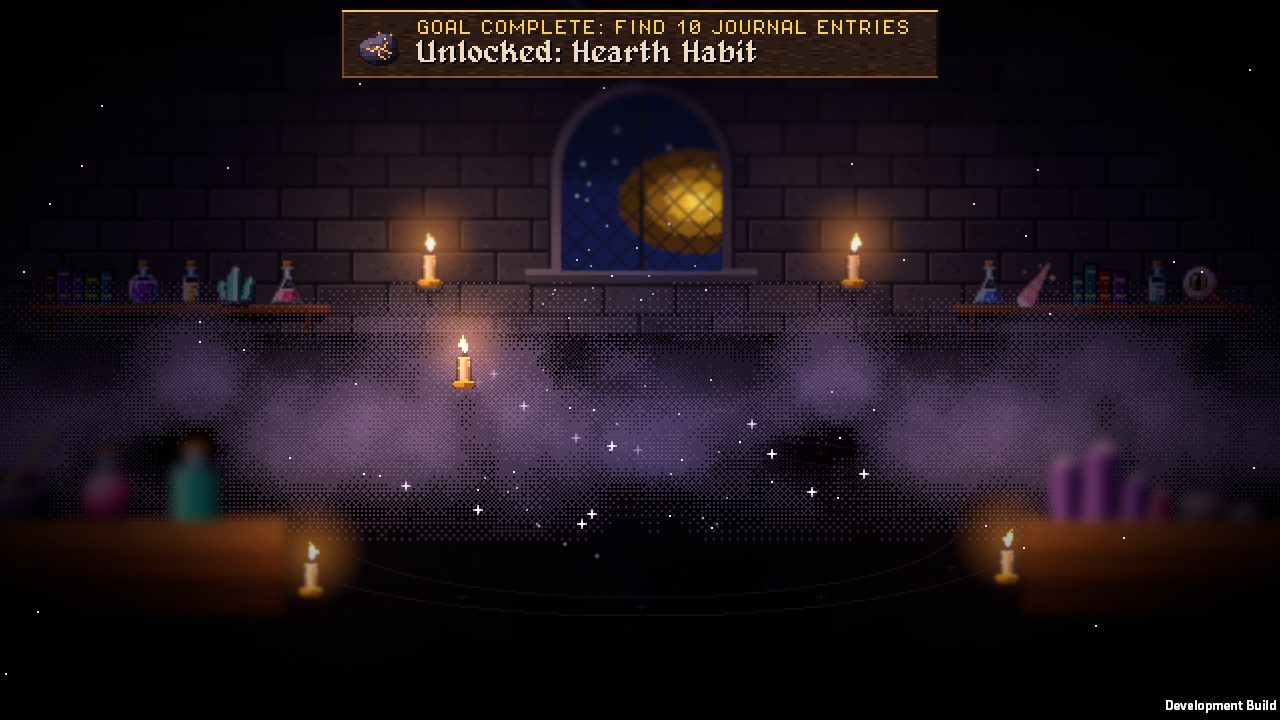 GOAL COMPLETE: FIND 10 JOURNAL ENTRIES
Unlocked: Hearth Habit
Development Build